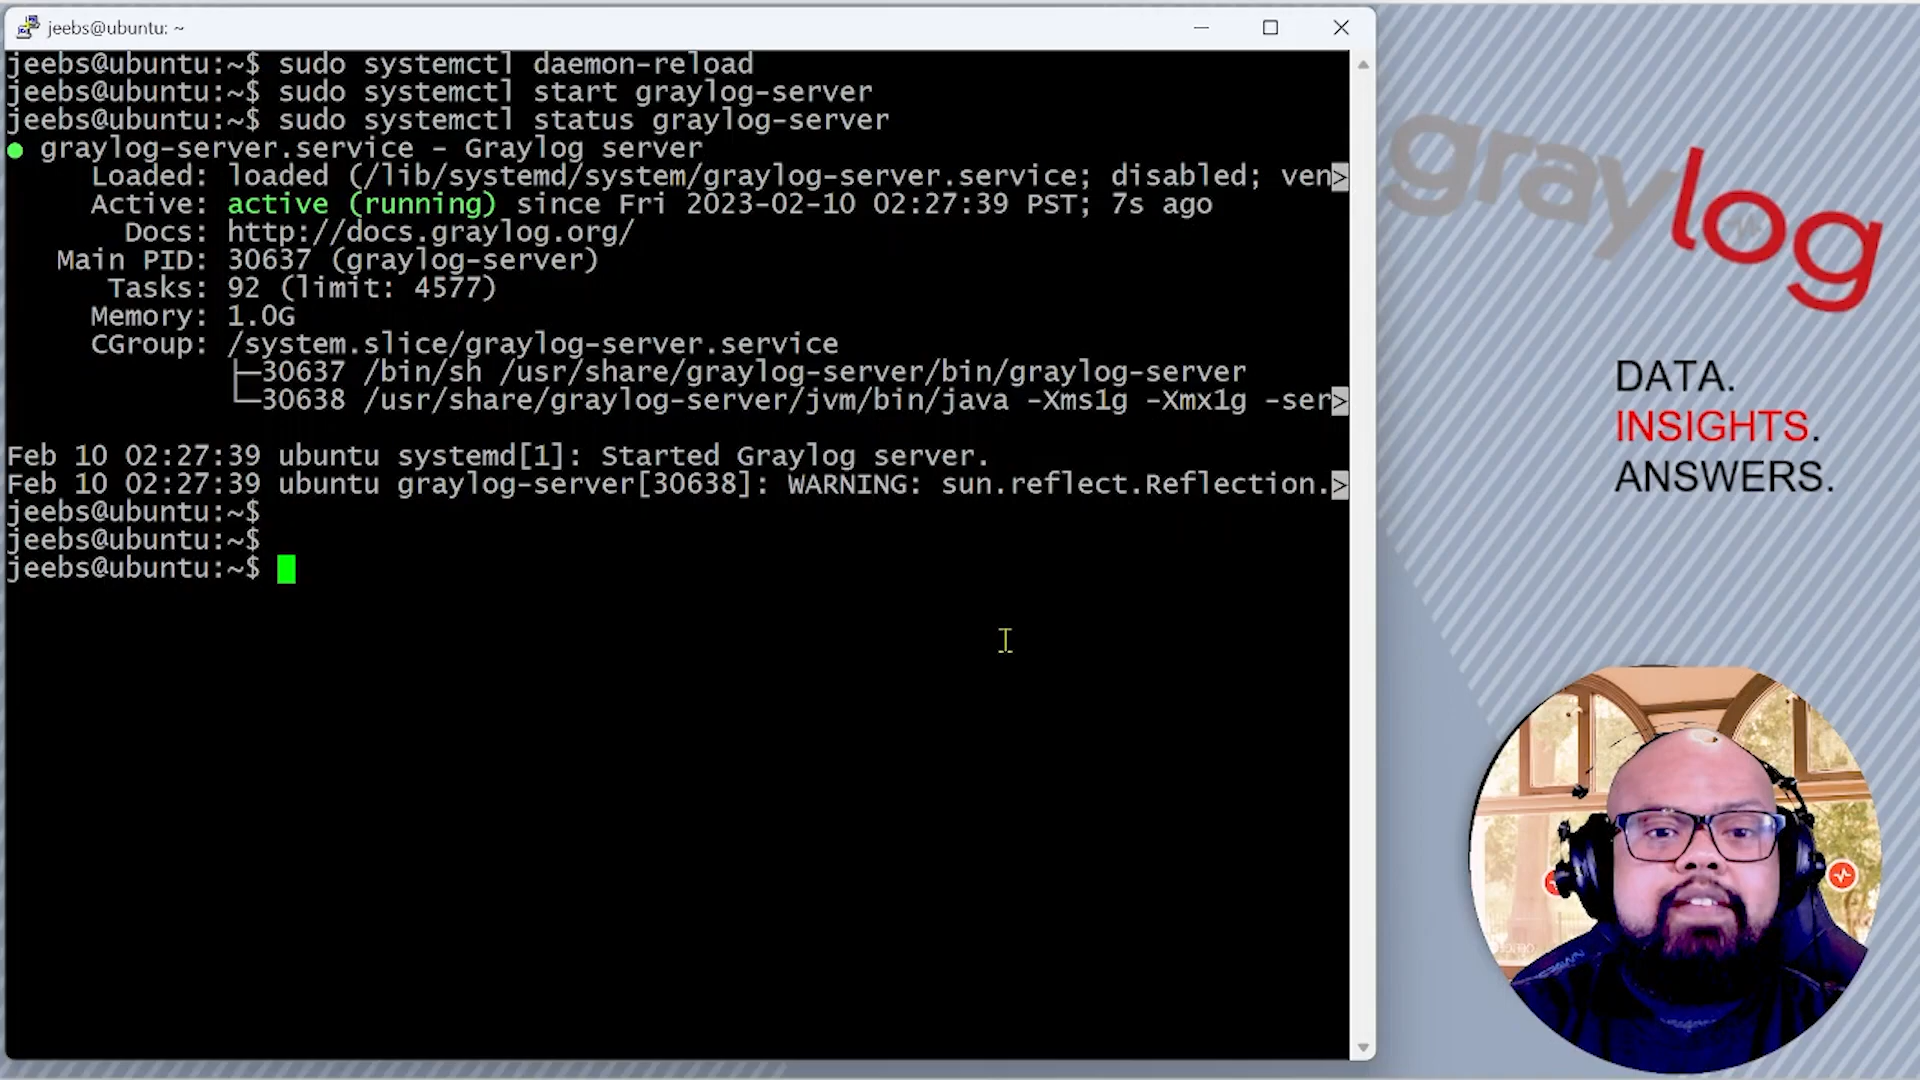 jeebs@ubuntu: ~
jeebs@ubuntu:~$ sudo systemctl daemon-reload
jeebs@ubuntu:~$ sudo systemctl start graylog-server
jeebs@ubuntu:~$ sudo systemctl status graylog-server
● graylog-server.service - Graylog server
Loaded: loaded (/lib/systemd/system/graylog-server.service; disabled; ven>
Active: active (running) since Fri 2023-02-10 02:27:39 PST; 7s ago
Docs: http://docs.graylog.org/
Main PID: 30637 (graylog-server)
Tasks: 92 (limit: 4577)
Memory: 1.0G
CGroup: /system.slice/graylog-server.service
├─30637 /bin/sh /usr/share/graylog-server/bin/graylog-server
└─30638 /usr/share/graylog-server/jvm/bin/java -Xms1g -Xmx1g -ser>
Feb 10 02:27:39 ubuntu systemd[1]: Started Graylog server.
Feb 10 02:27:39 ubuntu graylog-server[30638]: WARNING: sun.reflect.Reflection.>
jeebs@ubuntu:~$
jeebs@ubuntu:~$
jeebs@ubuntu:~$
graylog
DATA.
INSIGHTS.
ANSWERS.